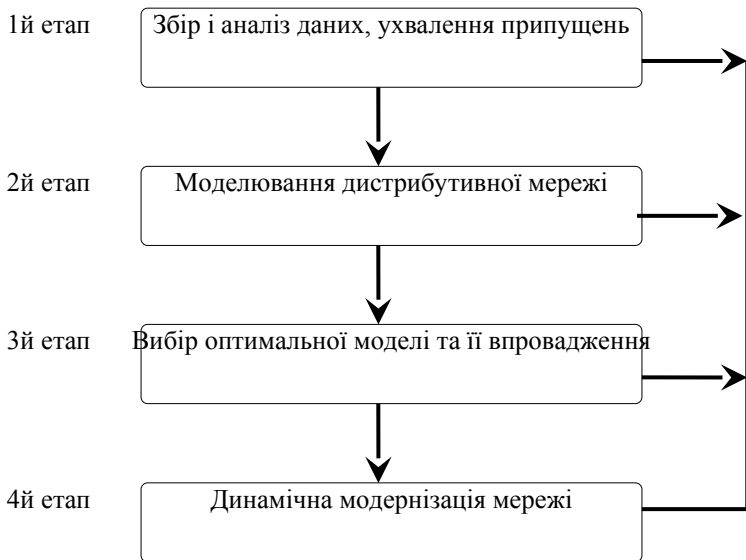 1й етап Збір і аналіз даних, ухвалення припущень
2й етап Моделювання дистрибутивної мережі
3й етап Вибір оптимальної моделі та її впровадження
4й етап Динамічна модернізація мережі